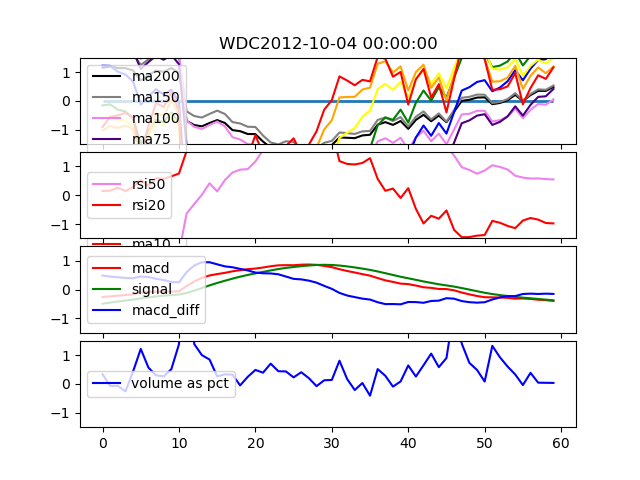 WDC2012-10-04 00:00:00
1
0
−1
ma200
ma150
ma100
ma75
1
0
−1
rsi50
rsi20
ma10
1
0
−1
macd
signal
macd_diff
1
0
−1
volume as pct
0 10 20 30 40 50 60